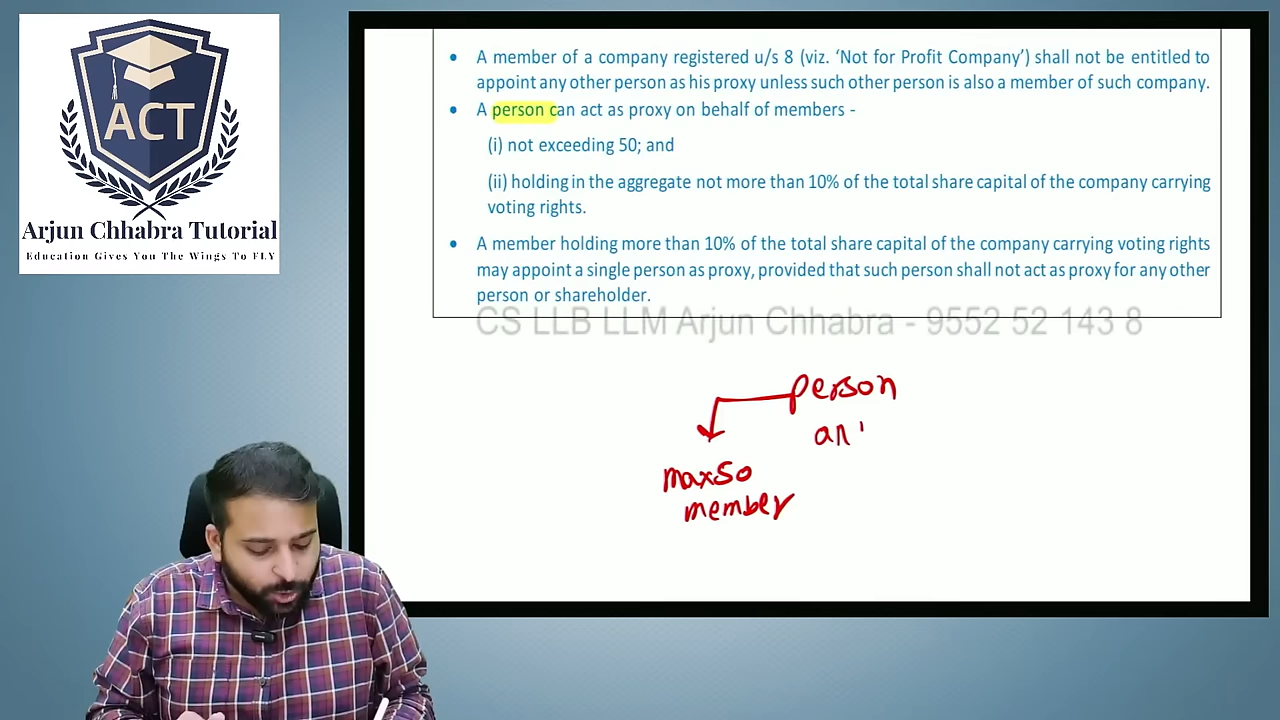 ACT
Arjun Chhabra Tutorial
Education Gives You The Wings To FLY
• A member of a company registered u/s 8 (viz. ‘Not for Profit Company’) shall not be entitled to
appoint any other person as his proxy unless such other person is also a member of such company.
• A person can act as proxy on behalf of members -
(i) not exceeding 50; and
(ii) holding in the aggregate not more than 10% of the total share capital of the company carrying
voting rights.
• A member holding more than 10% of the total share capital of the company carrying voting rights
may appoint a single person as proxy, provided that such person shall not act as proxy for any other
person or shareholder.
CS LLB LLM Arjun Chhabra - 9552 52 143 8
person
an
max 50
member